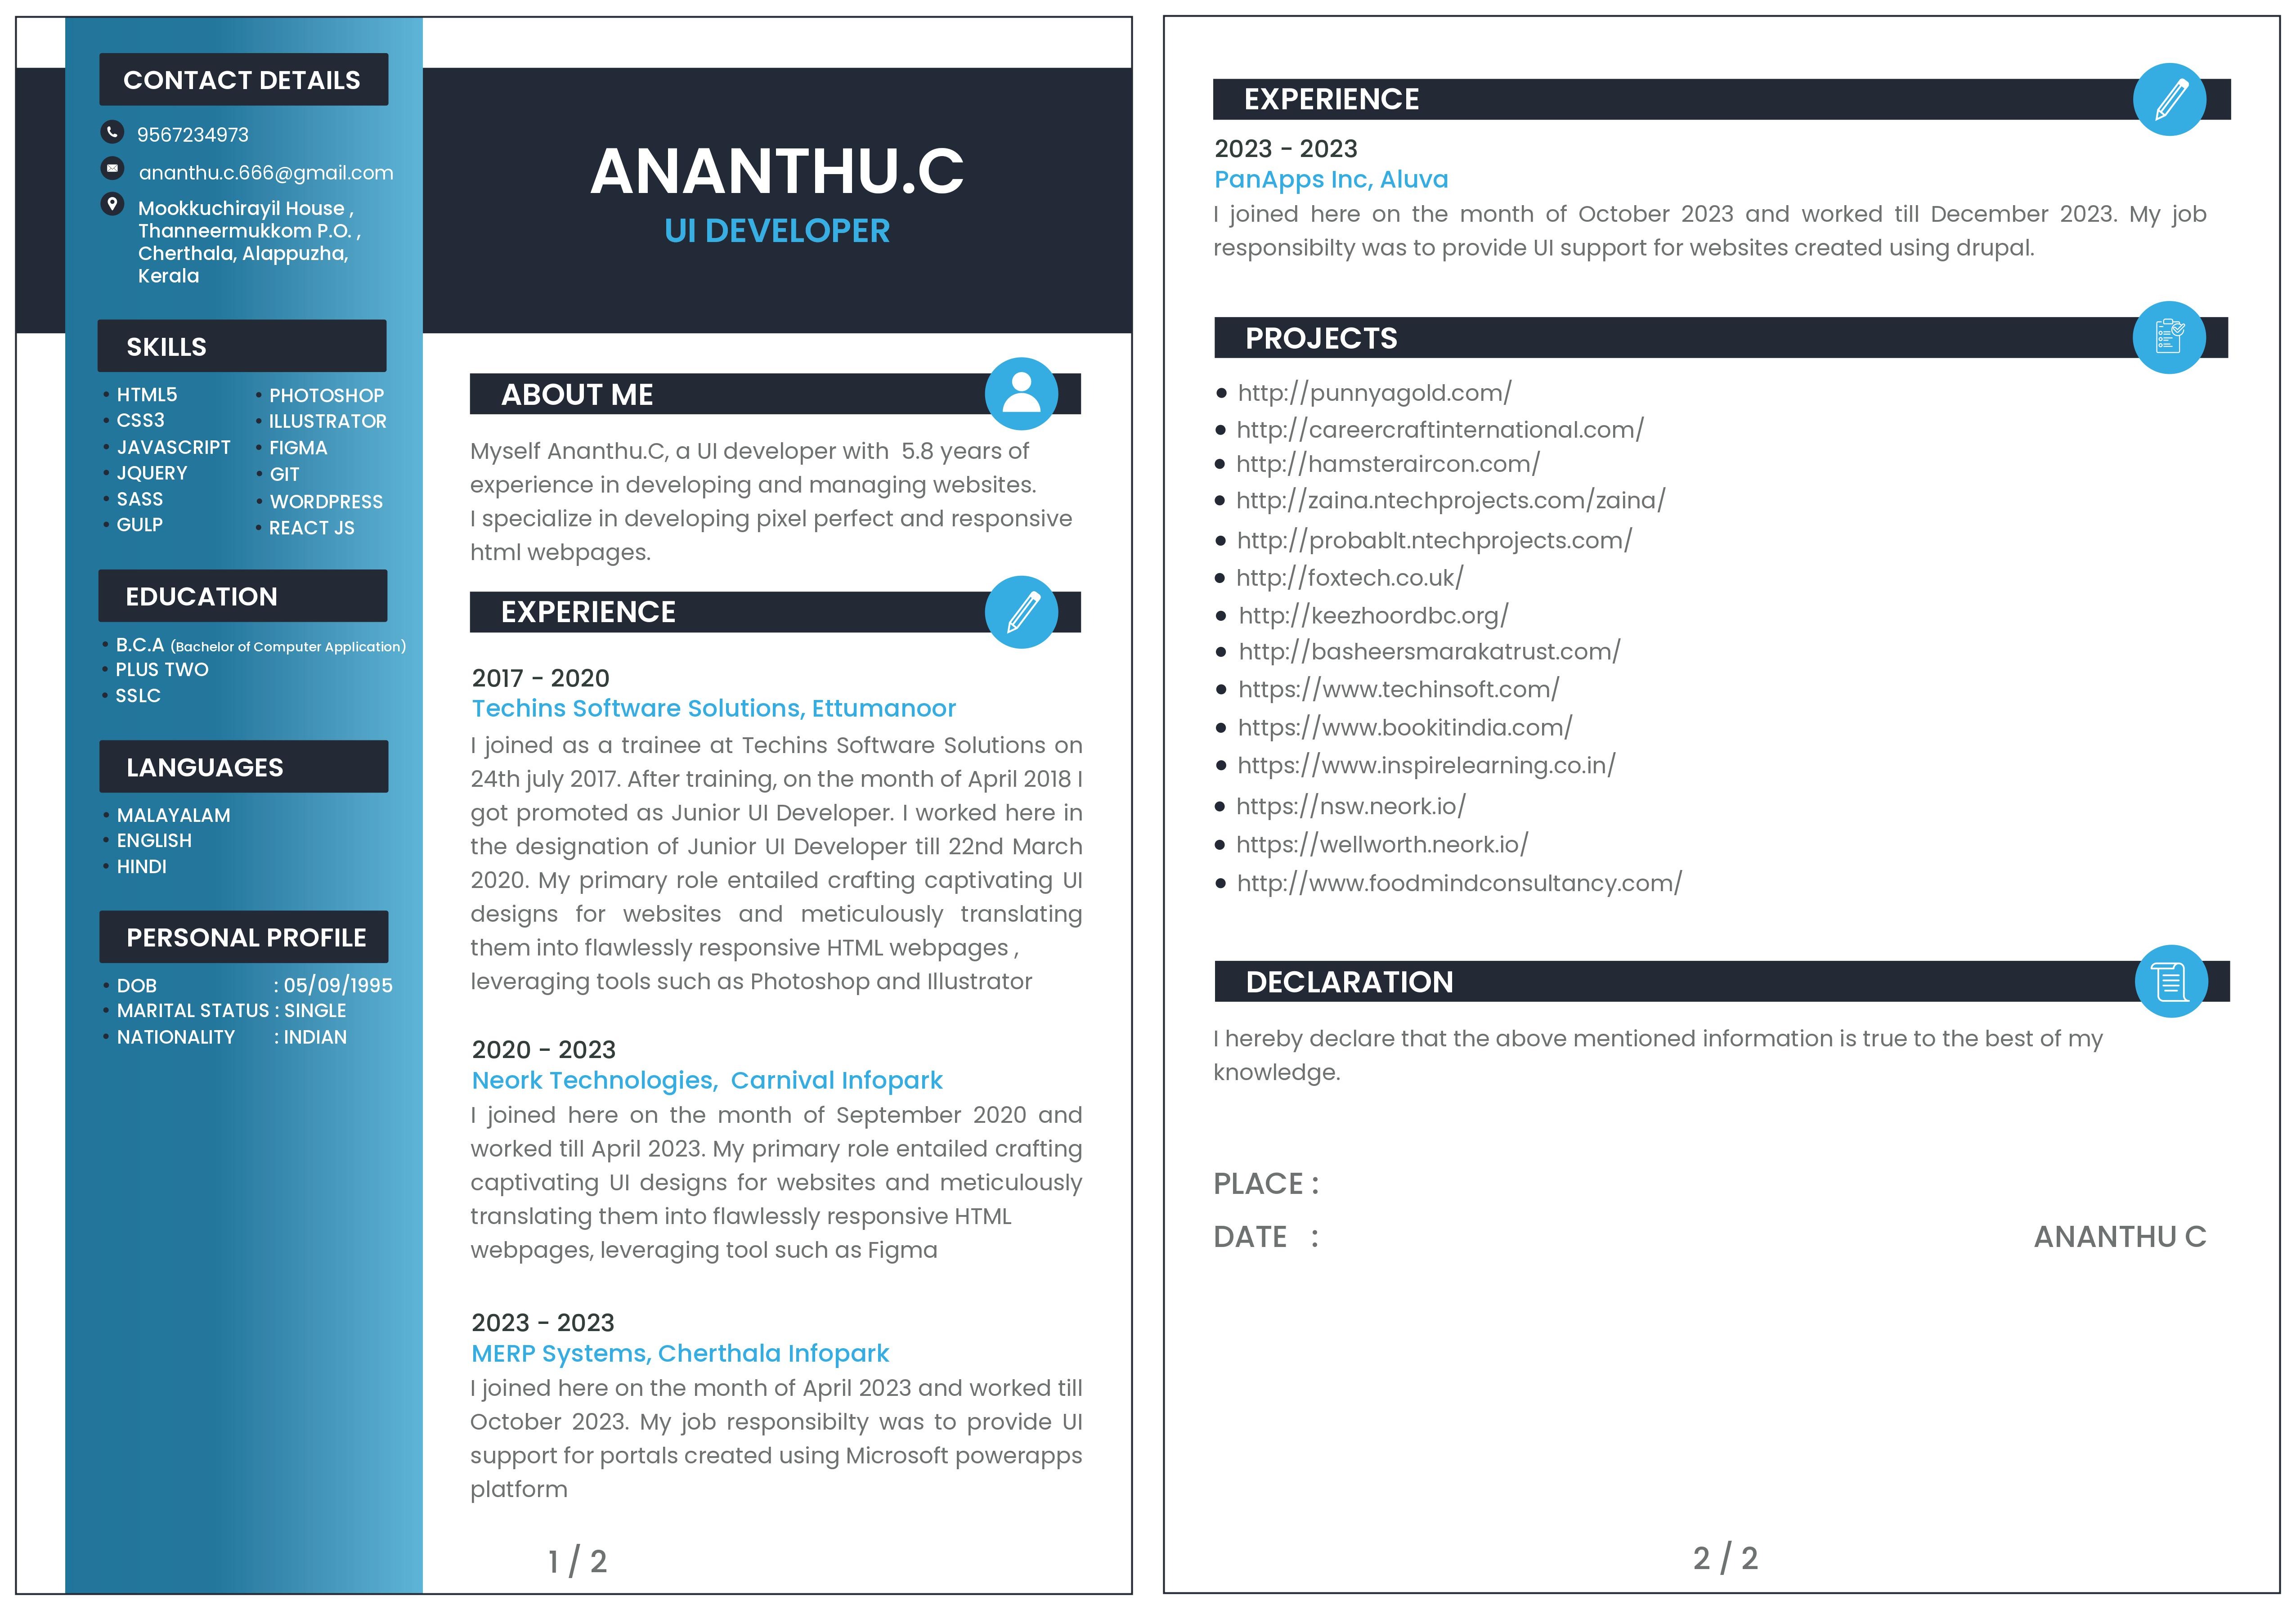 CONTACT DETAILS
9567234973
ananthu.c.666@gmail.com
Mookkuchirayil House ,
Thanneermukkom P.O. ,
Cherthala, Alappuzha,
Kerala
SKILLS
• HTML5
• CSS3
• JAVASCRIPT
• JQUERY
• SASS
• GULP
• PHOTOSHOP
• ILLUSTRATOR
• FIGMA
• GIT
• WORDPRESS
• REACT JS
EDUCATION
• B.C.A (Bachelor of Computer Application)
• PLUS TWO
• SSLC
LANGUAGES
• MALAYALAM
• ENGLISH
• HINDI
PERSONAL PROFILE
• DOB : 05/09/1995
• MARITAL STATUS : SINGLE
• NATIONALITY : INDIAN
ANANTHU.C
UI DEVELOPER
ABOUT ME
Myself Ananthu.C, a UI developer with 5.8 years of
experience in developing and managing websites.
I specialize in developing pixel perfect and responsive
html webpages.
EXPERIENCE
2017 - 2020
Techins Software Solutions, Ettumanoor
I joined as a trainee at Techins Software Solutions on
24th july 2017. After training, on the month of April 2018 I
got promoted as Junior UI Developer. I worked here in
the designation of Junior UI Developer till 22nd March
2020. My primary role entailed crafting captivating UI
designs for websites and meticulously translating
them into flawlessly responsive HTML webpages ,
leveraging tools such as Photoshop and Illustrator
2020 - 2023
Neork Technologies, Carnival Infopark
I joined here on the month of September 2020 and
worked till April 2023. My primary role entailed crafting
captivating UI designs for websites and meticulously
translating them into flawlessly responsive HTML
webpages, leveraging tool such as Figma
2023 - 2023
MERP Systems, Cherthala Infopark
I joined here on the month of April 2023 and worked till
October 2023. My job responsibilty was to provide UI
support for portals created using Microsoft powerapps
platform
1 / 2
EXPERIENCE
2023 - 2023
PanApps Inc, Aluva
I joined here on the month of October 2023 and worked till December 2023. My job
responsibilty was to provide UI support for websites created using drupal.
PROJECTS
• http://punnyagold.com/
• http://careercraftinternational.com/
• http://hamsteraircon.com/
• http://zaina.ntechprojects.com/zaina/
• http://probablt.ntechprojects.com/
• http://foxtech.co.uk/
• http://keezhoordbc.org/
• http://basheersmarakatrust.com/
• https://www.techinsoft.com/
• https://www.bookitindia.com/
• https://www.inspirelearning.co.in/
• https://nsw.neork.io/
• https://wellworth.neork.io/
• http://www.foodmindconsultancy.com/
DECLARATION
I hereby declare that the above mentioned information is true to the best of my
knowledge.
PLACE :
DATE : ANANTHU C
2 / 2